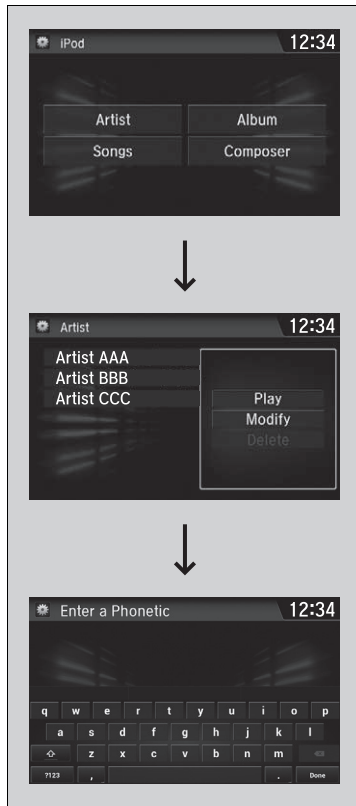 iPod 12:34
Artist Album
Songs Composer
Artist 12:34
Artist AAA
Artist BBB
Artist CCC
Play
Modify
Delete
Enter a Phonetic 12:34
q w e r t y u i o p
a s d f g h j k l
z x c v b n m
?123 , . Done